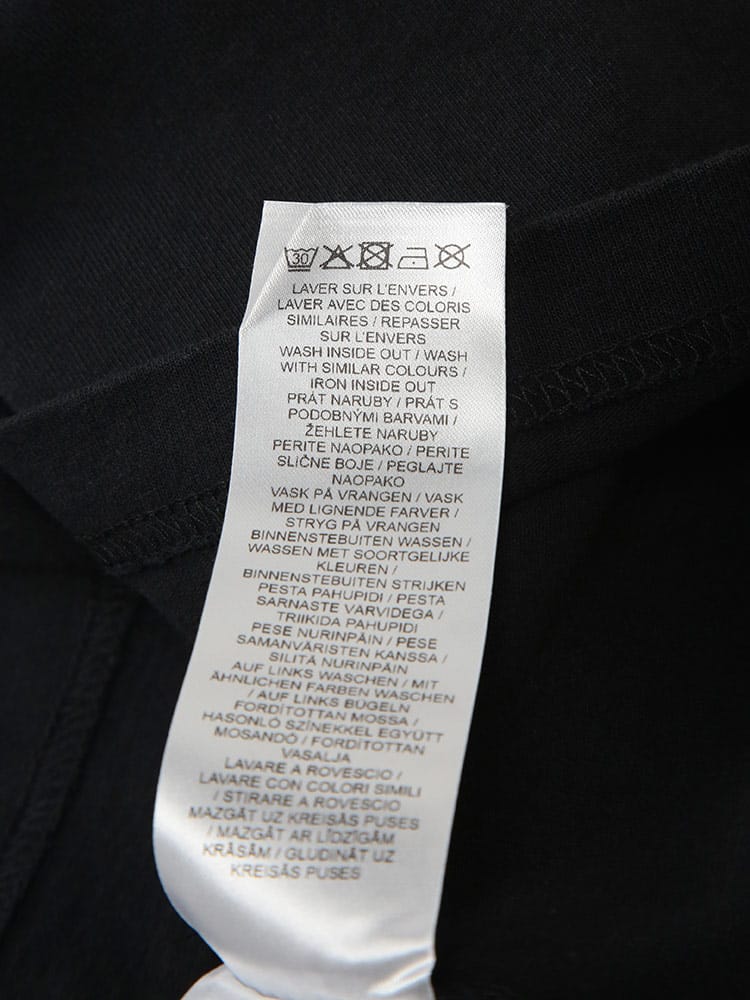 30
LAVER SUR L'ENVERS /
LAVER AVEC DES COLORIS
SIMILAIRES / REPASSER
SUR L'ENVERS
WASH INSIDE OUT / WASH
WITH SIMILAR COLOURS /
IRON INSIDE OUT
PRÁT NARUBY / PRÁT S
PODOBNÝMI BARVAMI /
ŽEHLETE NARUBY
PERITE NAOPAKO / PERITE
SLIČNE BOJE / PEGLAJTE
NAOPAKO
VASK PÅ VRANGEN / VASK
MED LIGNENDE FARVER /
STRYG PÅ VRANGEN
BINNENSTEBUITEN WASSEN /
WASSEN MET SOORTGELIJKE
KLEUREN /
BINNENSTEBUITEN STRIJKEN
PESTA PAHUPIDI / PESTA
SARNASTE VARVIDEGA /
TRIIKIDA PAHUPIDI
PESE NURINPÄIN / PESE
SAMANVÄRISTEN KANSSA /
SILITÄ NURINPÄIN
AUF LINKS WASCHEN / MIT
ÄHNLICHEN FARBEN WASCHEN
/ AUF LINKS BÜGELN
FORDÍTOTTAN MOSSA /
HASONLÓ SZÍNEKKEL EGYÜTT
MOSANDÓ / FORDÍTOTTAN
VASALJA
LAVARE A ROVESCIO /
LAVARE CON COLORI SIMILI
/ STIRARE A ROVESCIO
MAZGĀT UZ KREISĀS PUSES
/ MAZGĀT AR LĪDZĪGĀM
KRĀSĀM / GLUDINĀT UZ
KREISĀS PUSES